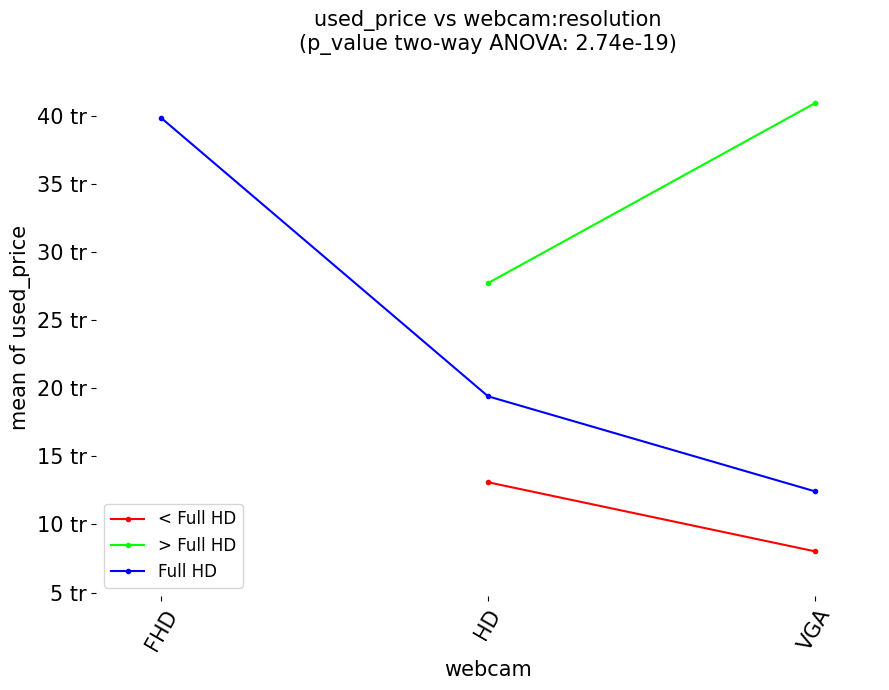 used_price vs webcam:resolution
(p_value two-way ANOVA: 2.74e-19)
mean of used_price
40 tr
35 tr
30 tr
25 tr
20 tr
15 tr
10 tr
5 tr
< Full HD
> Full HD
Full HD
FHD
HD
VGA
webcam